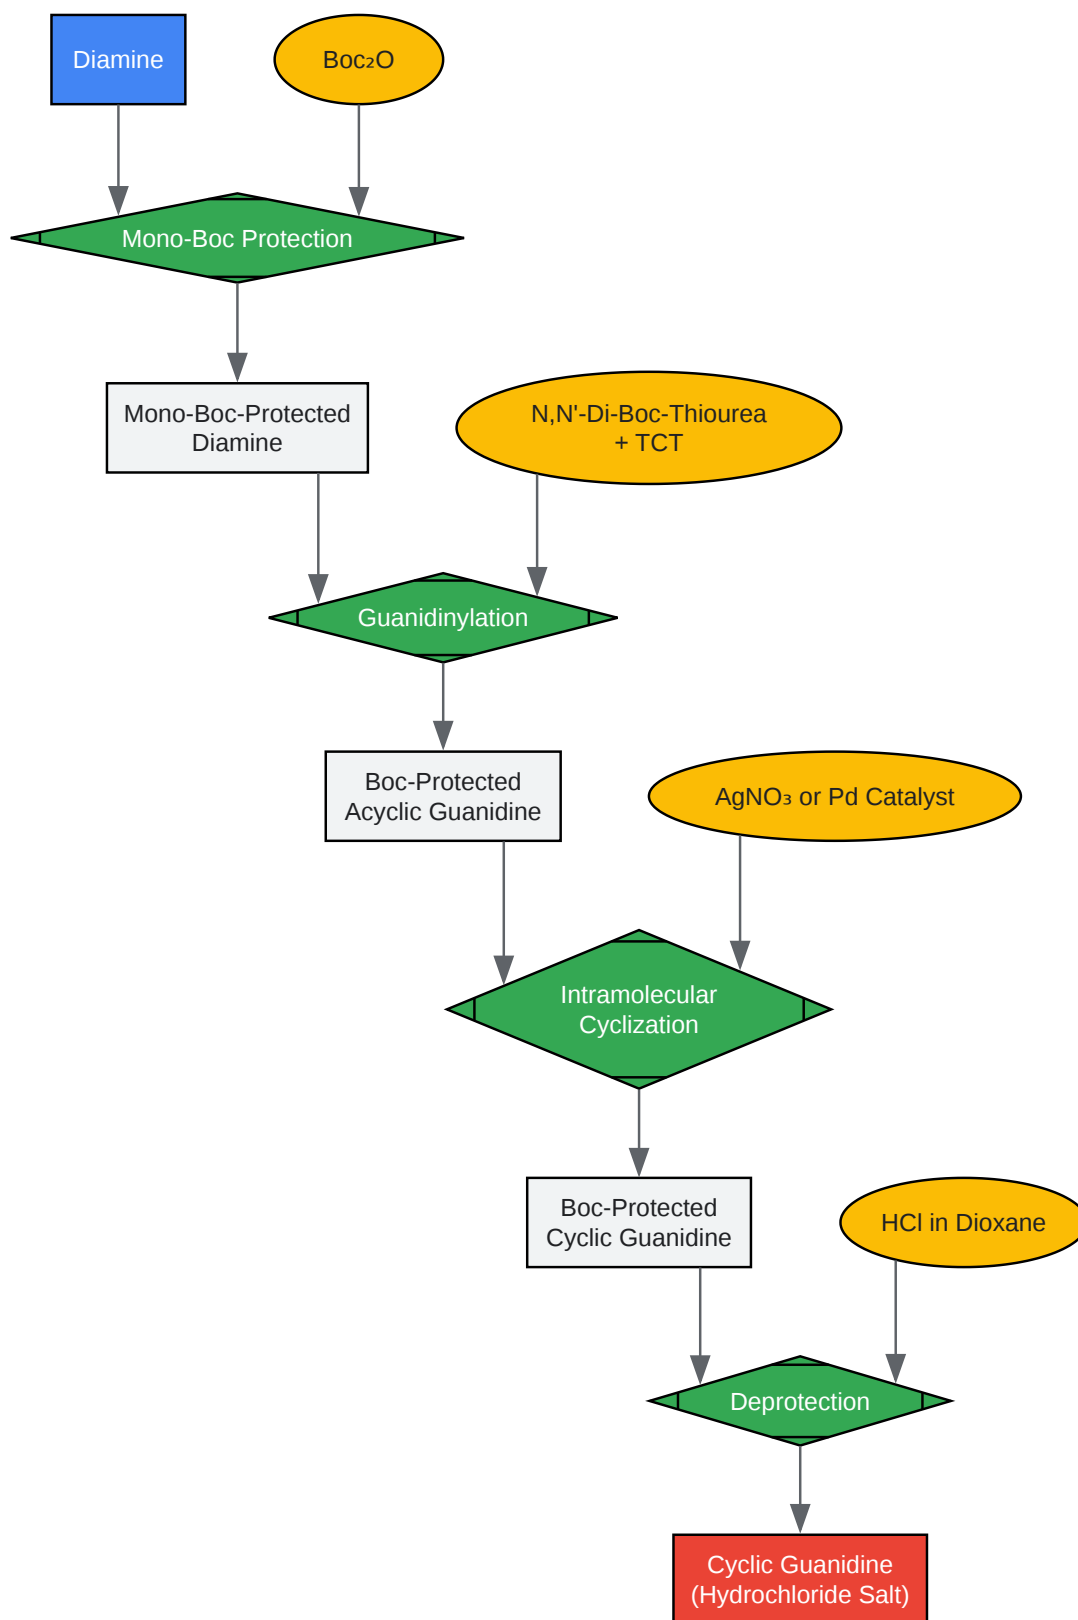 Diamine
Boc₂O
Mono-Boc Protection
Mono-Boc-Protected
Diamine
N,N'-Di-Boc-Thiourea
+ TCT
Guanidinylation
Boc-Protected
Acyclic Guanidine
AgNO₃ or Pd Catalyst
Intramolecular
Cyclization
Boc-Protected
Cyclic Guanidine
HCl in Dioxane
Deprotection
Cyclic Guanidine
(Hydrochloride Salt)